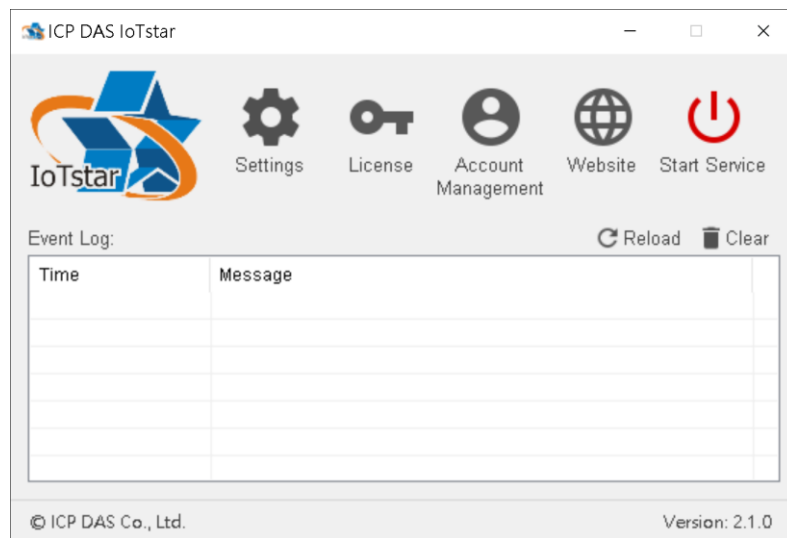 ICP DAS IoTstar
IoTstar
Settings
License
Account
Management
Website
Start Service
Event Log:
Reload
Clear
Time
Message
© ICP DAS Co., Ltd.
Version: 2.1.0